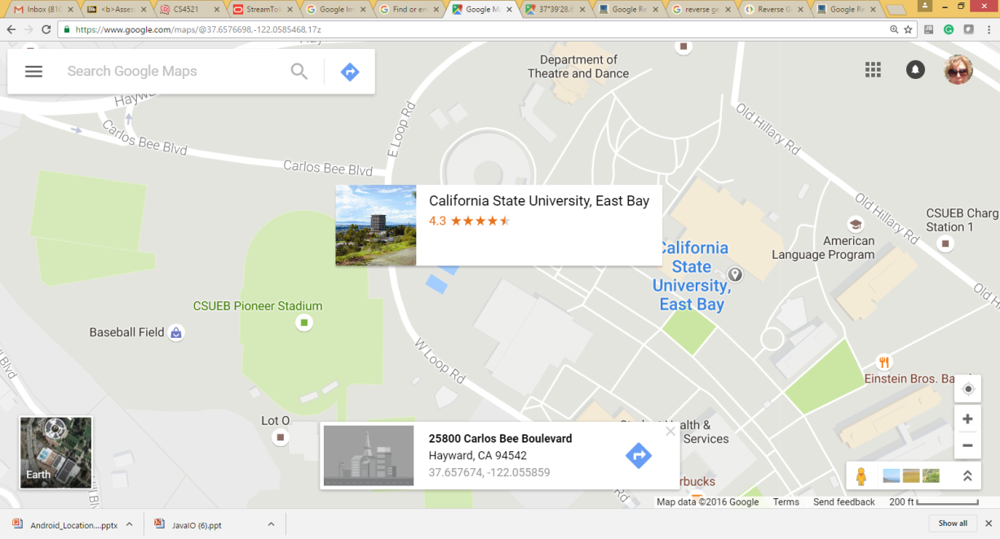 Inbox (810
<b>Asses
CS4521
StreamTo
Google Im
Find or en
Google Ma
37°39'28.
Google Re
reverse ge
Reverse G
Google Re
https://www.google.com/maps/@37.6576698,-122.0585468,17z
Search Google Maps
Department of
Theatre and Dance
Carlos Bee Blvd
E Loop Rd
Carlos Bee Blvd
Old Hillary Rd
California State University, East Bay
4.3
Old Hillary Rd
CSUEB Charg
Station 1
American
Language Program
California
State
University,
East Bay
CSUEB Pioneer Stadium
Baseball Field
W Loop Rd
Einstein Bros. Ba
Lot O
Health &
Services
25800 Carlos Bee Boulevard
Hayward, CA 94542
37.657674, -122.055859
Earth
rbucks
Rd
Map data ©2016 Google
Terms
Send feedback
200 ft
Android_Location....pptx
JavaIO (6).ppt
Show all